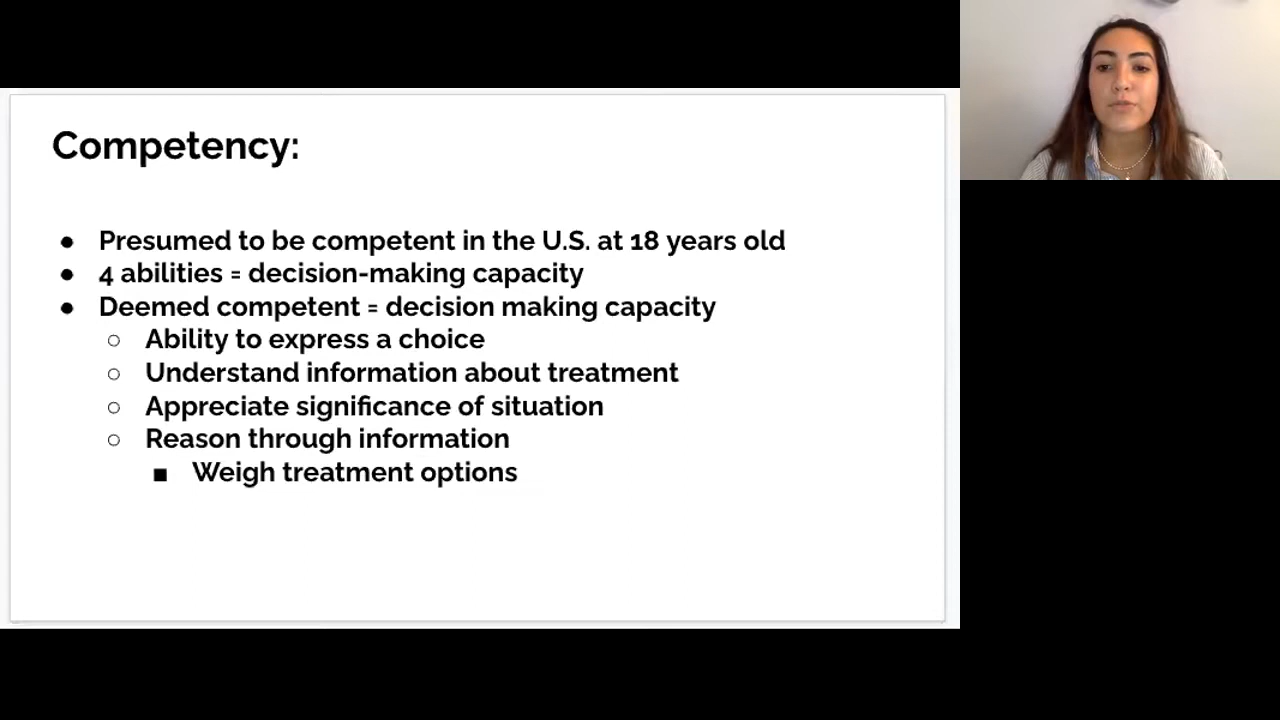 Competency:
● Presumed to be competent in the U.S. at 18 years old
● 4 abilities = decision-making capacity
● Deemed competent = decision making capacity
○ Ability to express a choice
○ Understand information about treatment
○ Appreciate significance of situation
○ Reason through information
■ Weigh treatment options